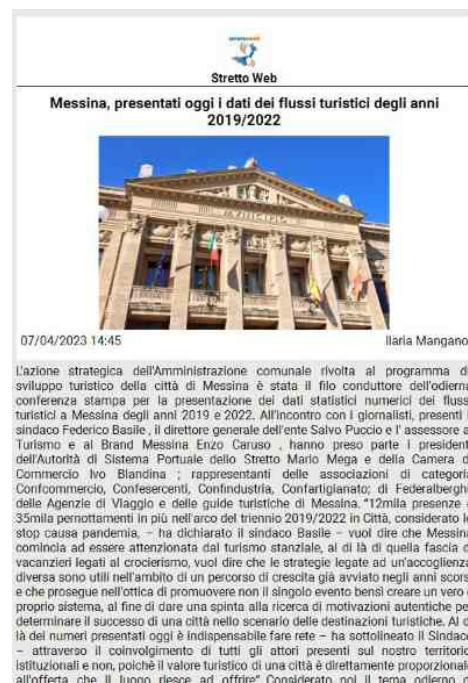 Stretto Web
Messina, presentati oggi i dati dei flussi turistici degli anni
2019/2022
07/04/2023 14:45
Ilaria Mangano
L'azione strategica dell'Amministrazione comunale rivolta al programma di
sviluppo turistico della città di Messina è stata il filo conduttore dell'odierna
conferenza stampa per la presentazione dei dati statistici numerici dei flussi
turistici a Messina degli anni 2019 e 2022. All'incontro con i giornalisti, presenti il
sindaco Federico Basile , il direttore generale dell'ente Salvo Puccio e l' assessore al
Turismo e al Brand Messina Enzo Caruso , hanno preso parte i presidenti
dell'Autorità di Sistema Portuale dello Stretto Mario Mega e della Camera di
Commercio Ivo Blandina ; rappresentanti delle associazioni di categoria
Confcommercio, Confesercenti, Confindustria, Confartigianato; di Federalberghi,
delle Agenzie di Viaggio e delle guide turistiche di Messina. "12mila presenze e
35mila pernottamenti in più nell'arco del triennio 2019/2022 in Città, considerato lo
stop causa pandemia, – ha dichiarato il sindaco Basile – vuol dire che Messina
comincia ad essere attenzionata dal turismo stanziale, al di là di quella fascia di
vacanzieri legati al crocierismo, vuol dire che le strategie legate ad un'accoglienza
diversa sono utili nell'ambito di un percorso di crescita già avviato negli anni scorsi
e che prosegue nell'ottica di promuovere non il singolo evento bensì creare un vero e
proprio sistema, al fine di dare una spinta alla ricerca di motivazioni autentiche per
determinare il successo di una città nello scenario delle destinazioni turistiche. Al di
là dei numeri presentati oggi è indispensabile fare rete – ha sottolineato il Sindaco
– attraverso il coinvolgimento di tutti gli attori presenti sul nostro territorio,
istituzionali e non, poichè il valore turistico di una città è direttamente proporzionale
all'offerta che il luogo riesce ad offrire". Considerato poi il tema odierno di